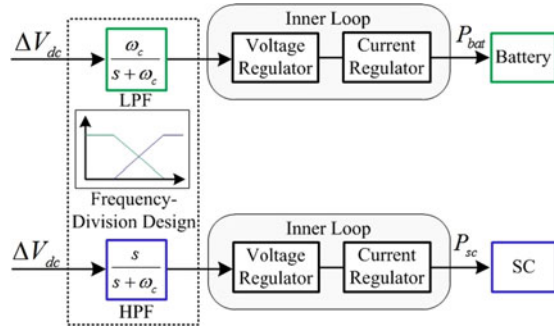 Inner Loop
ΔV_dc
ω_c
s + ω_c
LPF
Voltage
Regulator
Current
Regulator
P_bat
Battery
Frequency-
Division Design
Inner Loop
ΔV_dc
s
s + ω_c
HPF
Voltage
Regulator
Current
Regulator
P_sc
SC